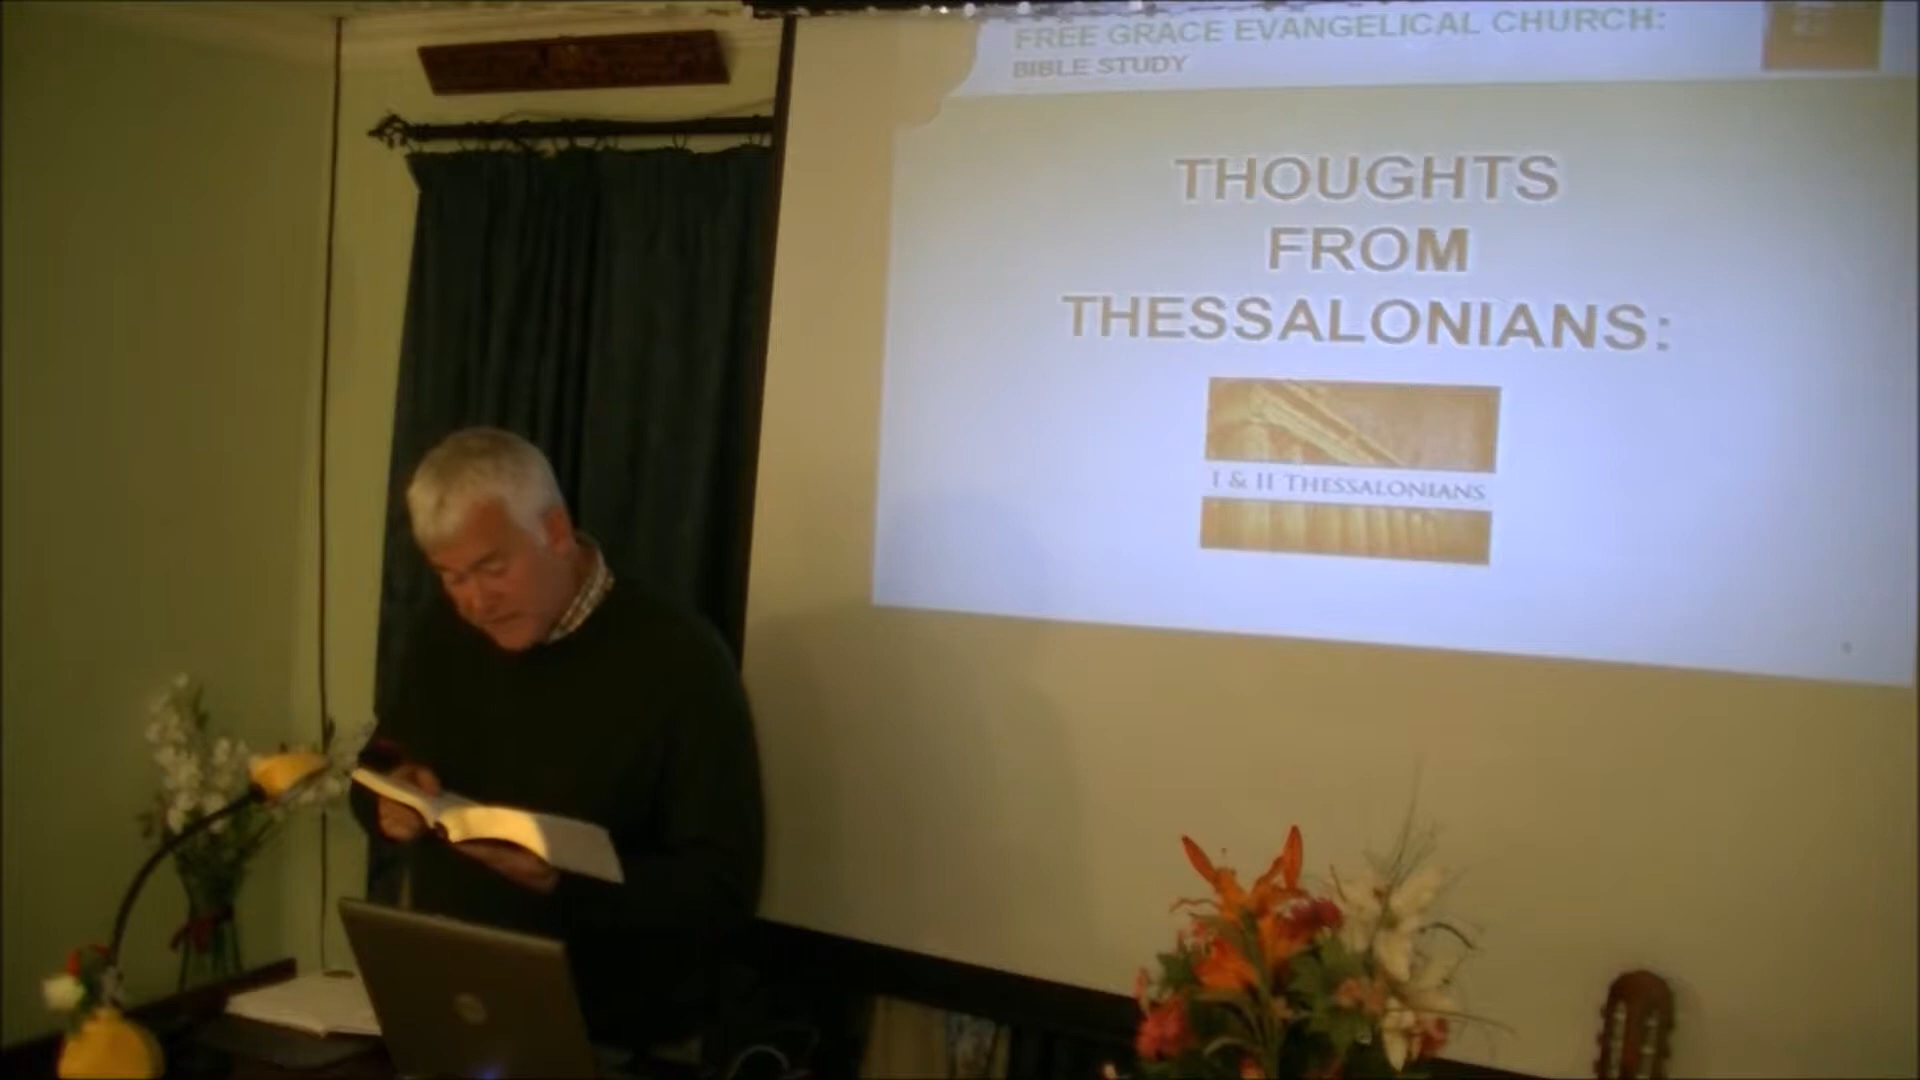 FREE GRACE EVANGELICAL CHURCH:
BIBLE STUDY
THOUGHTS
FROM
THESSALONIANS:
I & II THESSALONIANS